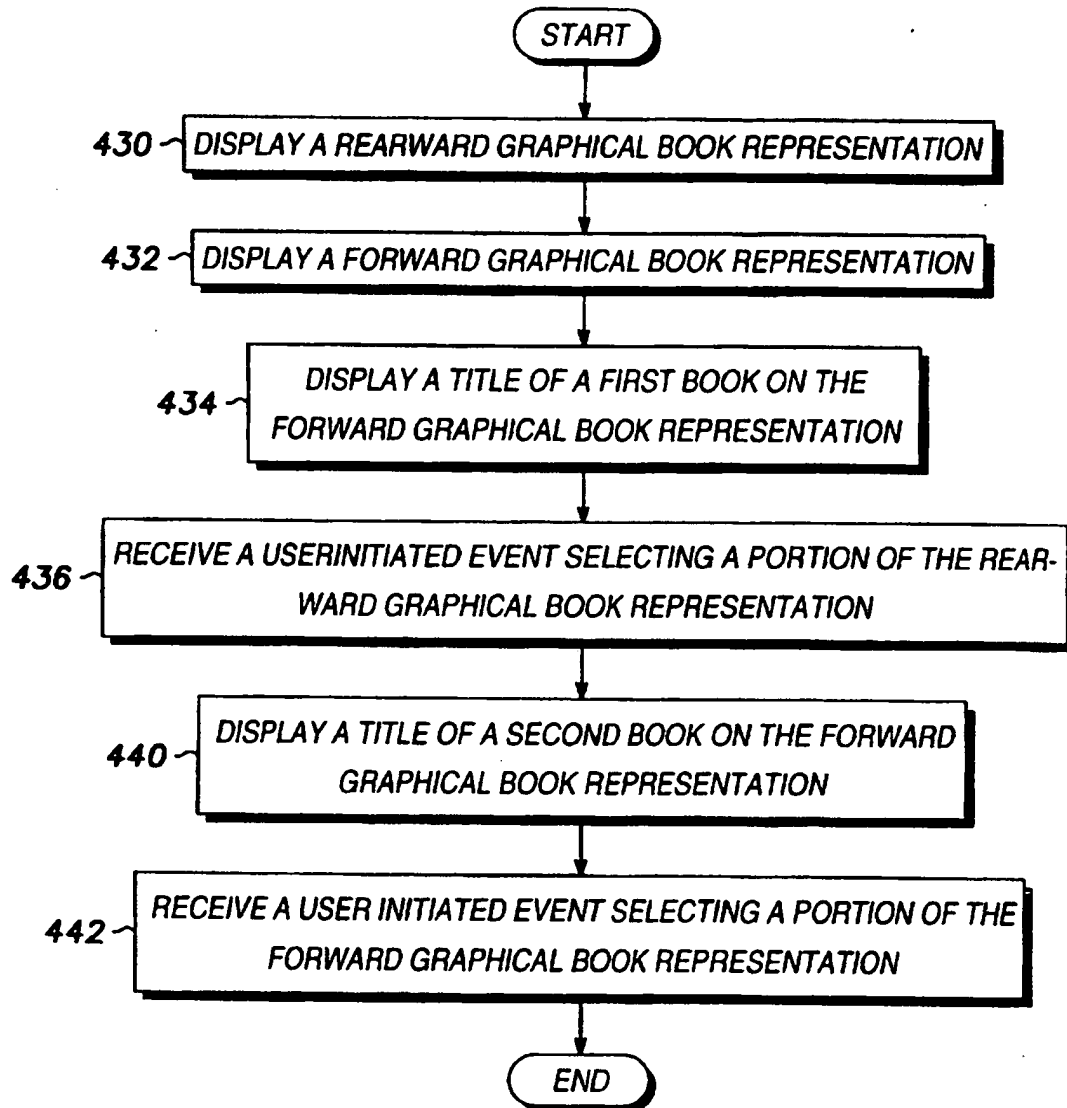 START
430 DISPLAY A REARWARD GRAPHICAL BOOK REPRESENTATION
432 DISPLAY A FORWARD GRAPHICAL BOOK REPRESENTATION
DISPLAY A TITLE OF A FIRST BOOK ON THE
434
FORWARD GRAPHICAL BOOK REPRESENTATION
RECEIVE A USERINITIATED EVENT SELECTING A PORTION OF THE REAR-
436
WARD GRAPHICAL BOOK REPRESENTATION
DISPLAY A TITLE OF A SECOND BOOK ON THE FORWARD
440
GRAPHICAL BOOK REPRESENTATION
RECEIVE A USER INITIATED EVENT SELECTING A PORTION OF THE
442
FORWARD GRAPHICAL BOOK REPRESENTATION
END